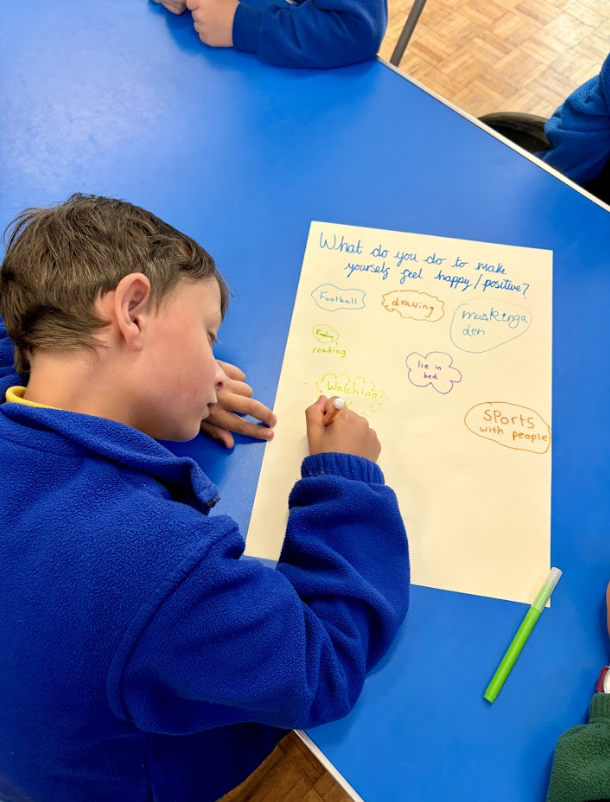 What do you do to make
yourself feel happy/positive?
Football
drawing
maskinga
den
reading
lie in
bed
Watching
SPorts
with people